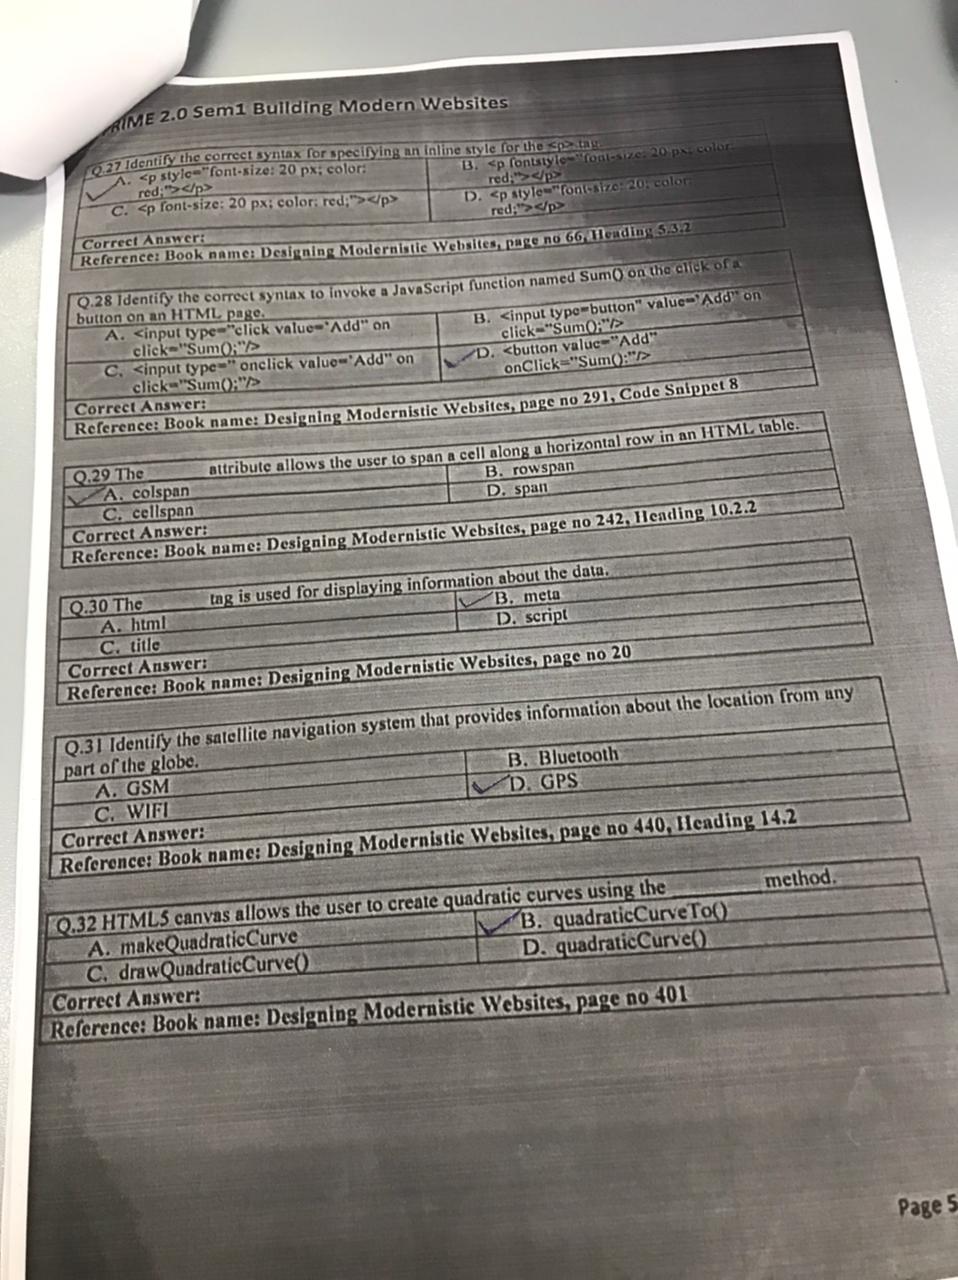 RIME 2.0 Sem1 Building Modern Websites
Q.27 Identify the correct syntax for specifying an inline style for the <p> tag.
A. <p style="font-size: 20 px; color:
red;"></p>
B. <p fontstyle="font-size: 20 px; color:
red;"></p>
C. <p font-size: 20 px; color: red;"></p>
D. <p style="font-size: 20; color:
red;"></p>
Correct Answer:
Reference: Book name: Designing Modernistic Websites, page no 66, Heading 5.3.2
Q.28 Identify the correct syntax to invoke a JavaScript function named Sum() on the click of a
button on an HTML page.
A. <input type="click value='Add" on
click="Sum();"/>
B. <input type=button" value='Add" on
click="Sum();"/>
C. <input type=" onclick value='Add" on
click="Sum();"/>
D. <button value="Add"
onClick="Sum();"/>
Correct Answer:
Reference: Book name: Designing Modernistic Websites, page no 291, Code Snippet 8
Q.29 The ______ attribute allows the user to span a cell along a horizontal row in an HTML table.
A. colspan
B. rowspan
C. cellspan
D. span
Correct Answer:
Reference: Book name: Designing Modernistic Websites, page no 242, Heading 10.2.2
Q.30 The ______ tag is used for displaying information about the data.
A. html
B. meta
C. title
D. script
Correct Answer:
Reference: Book name: Designing Modernistic Websites, page no 20
Q.31 Identify the satellite navigation system that provides information about the location from any
part of the globe.
A. GSM
B. Bluetooth
C. WIFI
D. GPS
Correct Answer:
Reference: Book name: Designing Modernistic Websites, page no 440, Heading 14.2
Q.32 HTML5 canvas allows the user to create quadratic curves using the ______ method.
A. makeQuadraticCurve
B. quadraticCurveTo()
C. drawQuadraticCurve()
D. quadraticCurve()
Correct Answer:
Reference: Book name: Designing Modernistic Websites, page no 401
Page 5